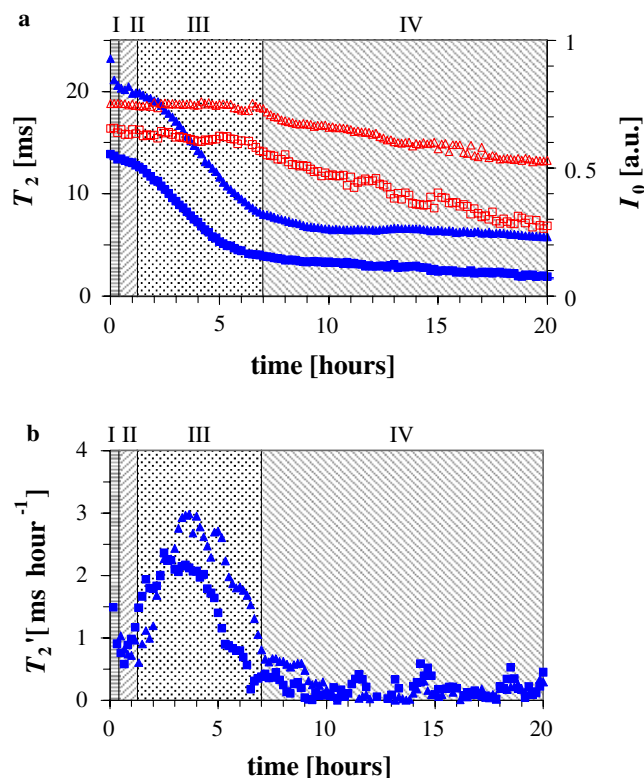 a
I II III IV
20
10
0
T₂ [ms]
1
0.5
0
I₀ [a.u.]
0 5 10 15 20
time [hours]
b
I II III IV
4
3
2
1
0
T₂'[ms hour⁻¹]
0 5 10 15 20
time [hours]